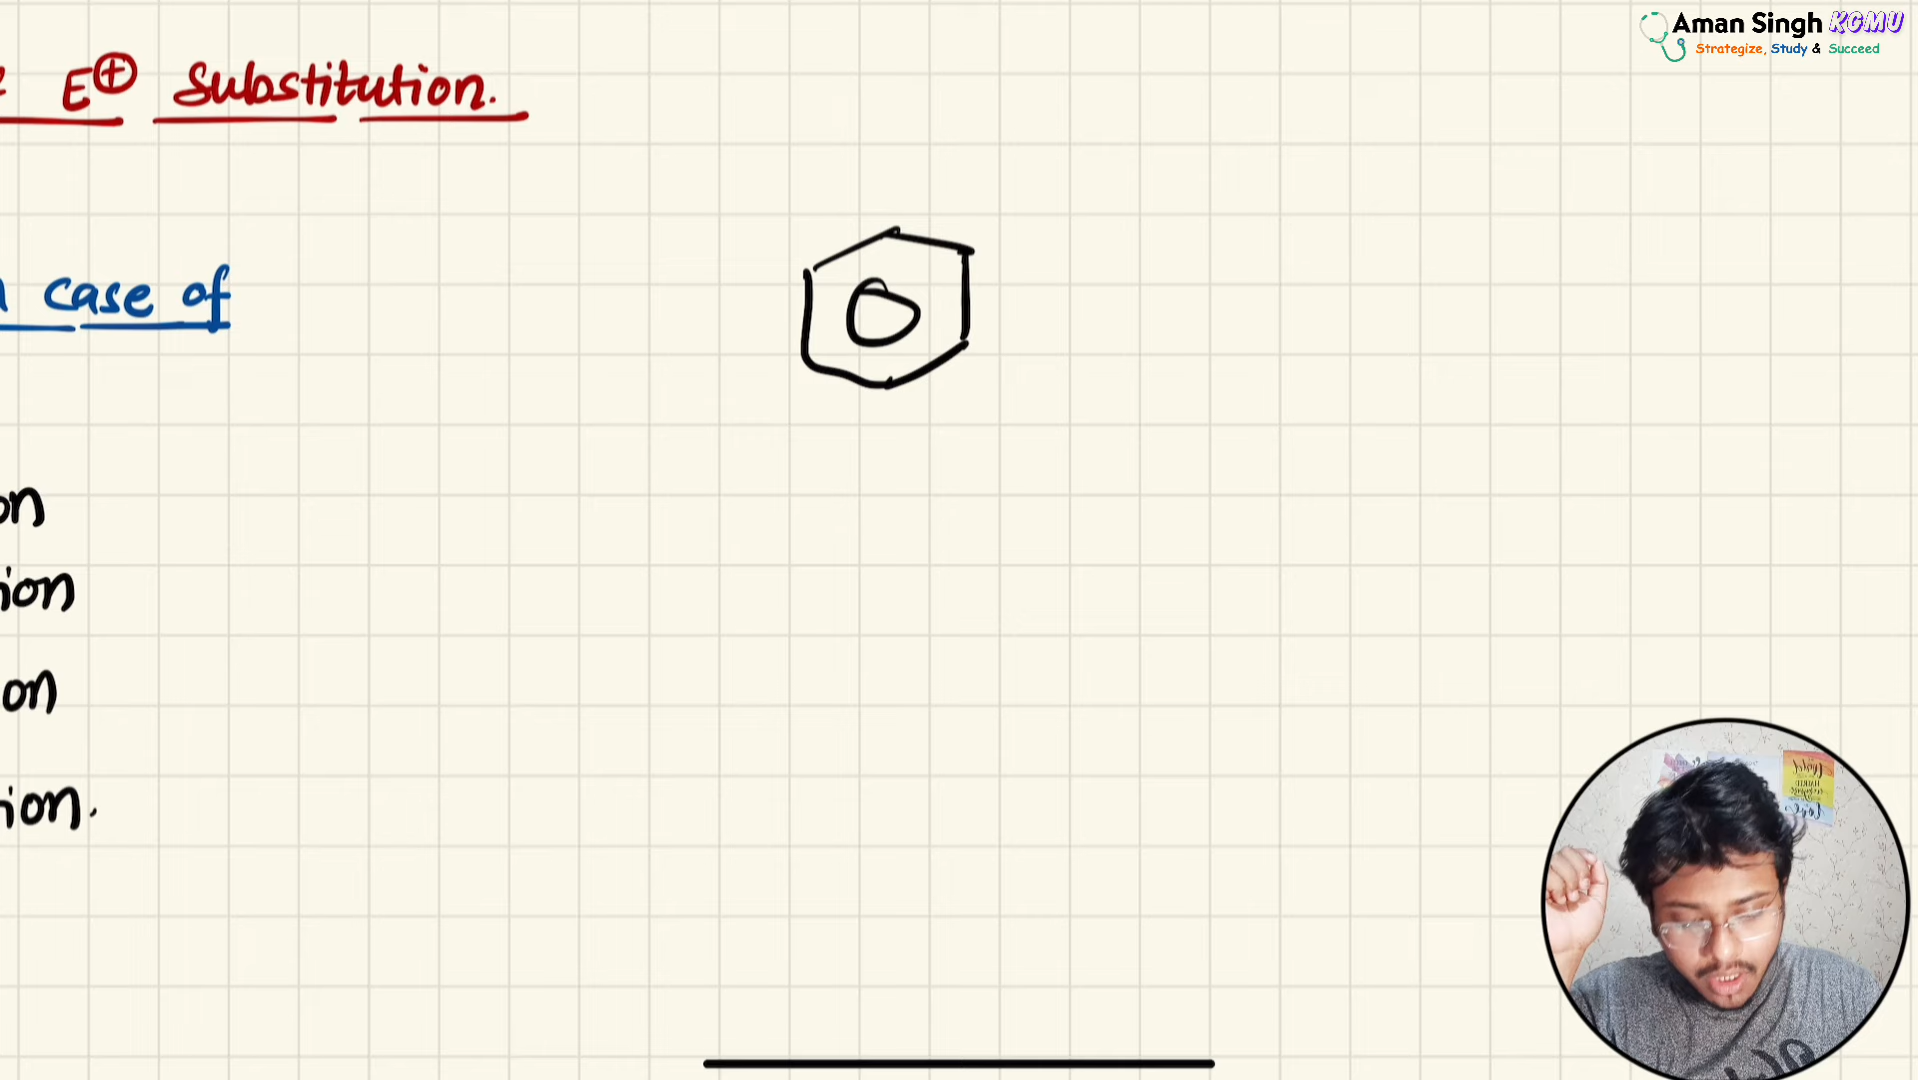 Aman Singh KGMU
Strategize, Study & Succeed
E⊕ Substitution.
case of
on
ion
on
ion.